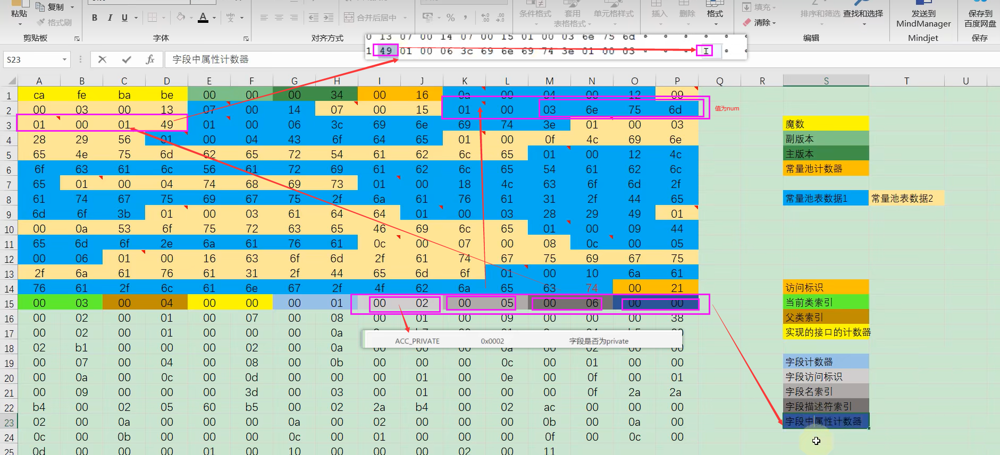 粘贴 复制 格式刷 B I U A wén 合并后居中 % 条件格式 套用 表格格式 单元格样式 插入 删除 格式 填充 清除 排序和筛选 查找和选择 发送到 MindManager 保存到 百度网盘
剪贴板 字体 对齐方式 编辑 Mindjet 保存
0 13 07 00 14 07 00 15 01 00 03 6e 75 6d
1 49 01 00 06 3c 69 6e 69 74 3e 01 00 03 I
S23 fx 字段中属性计数器
A B C D E F G H I J K L M N O P Q R S T U
1 ca fe ba be 00 00 00 34 00 16 0a 00 04 00 12 09
2 00 03 00 13 07 00 14 07 00 15 01 00 03 6e 75 6d 值为num
3 01 00 01 49 01 00 06 3c 69 6e 69 74 3e 01 00 03 魔数
4 28 29 56 01 00 04 43 6f 64 65 01 00 0f 4c 69 6e 副版本
5 65 4e 75 6d 62 65 72 54 61 62 6c 65 01 00 12 4c 主版本
6 6f 63 61 6c 56 61 72 69 61 62 6c 65 54 61 62 6c 常量池计数器
7 65 01 00 04 74 68 69 73 01 00 18 4c 63 6f 6d 2f
8 61 74 67 75 69 67 75 2f 6a 61 76 61 31 2f 44 65 常量池表数据1 常量池表数据2
9 6d 6f 3b 01 00 03 61 64 64 01 00 03 28 29 49 01
10 00 0a 53 6f 75 72 63 65 46 69 6c 65 01 00 09 44
11 65 6d 6f 2e 6a 61 76 61 0c 00 07 00 08 0c 00 05
12 00 06 01 00 16 63 6f 6d 2f 61 74 67 75 69 67 75
13 2f 6a 61 76 61 31 2f 44 65 6d 6f 01 00 10 6a 61
14 76 61 2f 6c 61 6e 67 2f 4f 62 6a 65 63 74 00 21 访问标识
15 00 03 00 04 00 00 00 01 00 02 00 05 00 06 00 00 当前类索引
16 00 02 00 01 00 07 00 08 00 01 00 09 00 00 00 38 父类索引
17 00 02 00 01 00 00 00 0a 实现的接口的计数器
ACC_PRIVATE 0x0002 字段是否为private
18 02 b1 00 00 00 02 00 0a 00 00 00 0a 00 02 00 00
19 00 07 00 04 00 08 00 0b 00 00 00 0c 00 01 00 00 字段计数器
20 00 0a 00 0c 00 0d 00 00 00 01 00 0e 00 0f 00 01 字段访问标识
21 00 09 00 00 00 3d 00 03 00 01 00 00 00 0f 2a 2a 字段名索引
22 b4 00 02 05 60 b5 00 02 2a b4 00 02 ac 00 00 00 字段描述符索引
23 02 00 0a 00 00 00 0a 00 02 00 00 00 0b 00 0a 00 字段中属性计数器
24 0c 00 0b 00 00 00 0c 00 01 00 00 00 0f 00 0c 00
25 0d 00 00 00 01 00 10 00 00 00 02 00 11